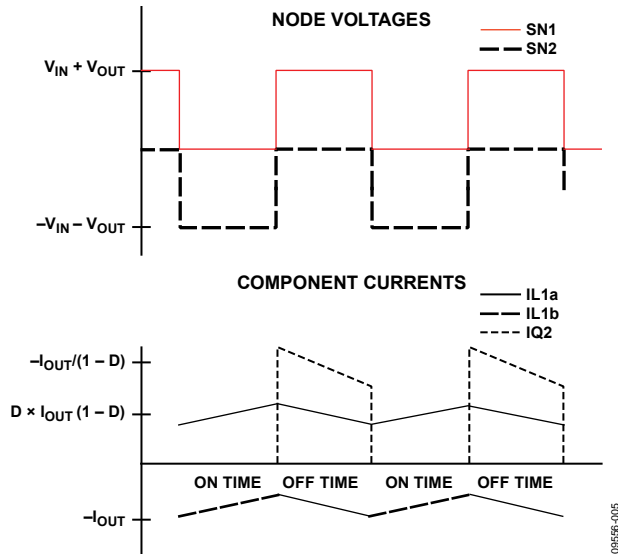 NODE VOLTAGES
SN1
SN2
VIN + VOUT
–VIN – VOUT
COMPONENT CURRENTS
IL1a
IL1b
IQ2
–IOUT/(1 – D)
D × IOUT (1 – D)
ON TIME OFF TIME ON TIME OFF TIME
–IOUT
09556-005